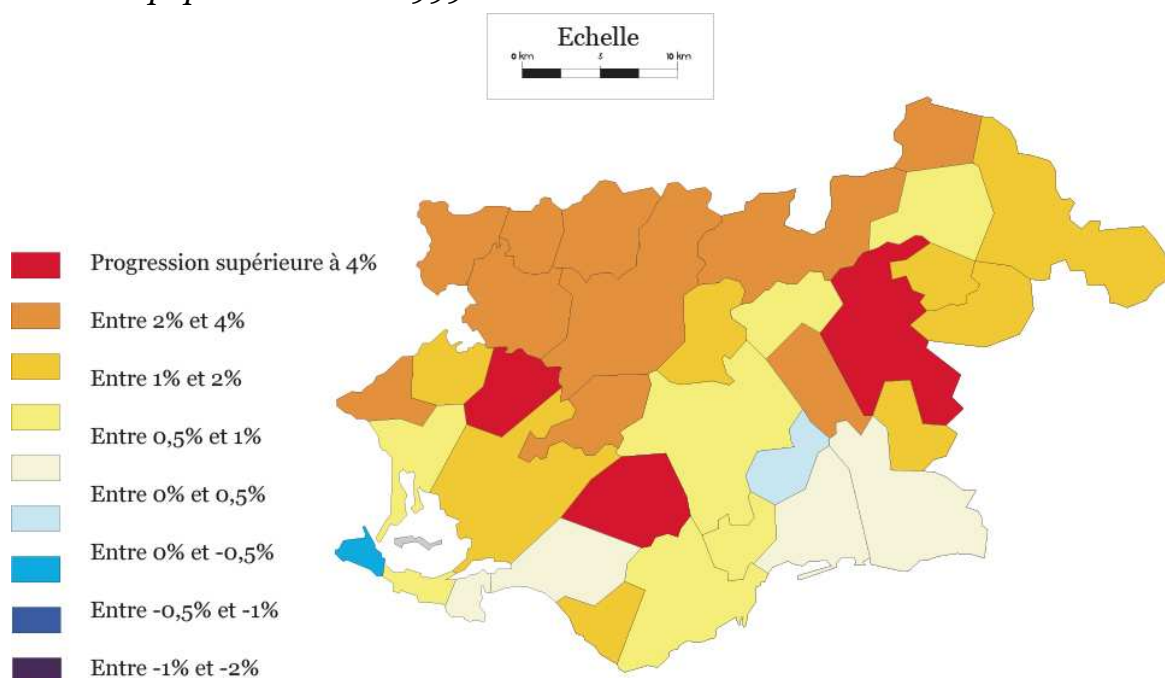 Echelle
0 km 5 10 km
Progression supérieure à 4%
Entre 2% et 4%
Entre 1% et 2%
Entre 0,5% et 1%
Entre 0% et 0,5%
Entre 0% et -0,5%
Entre -0,5% et -1%
Entre -1% et -2%